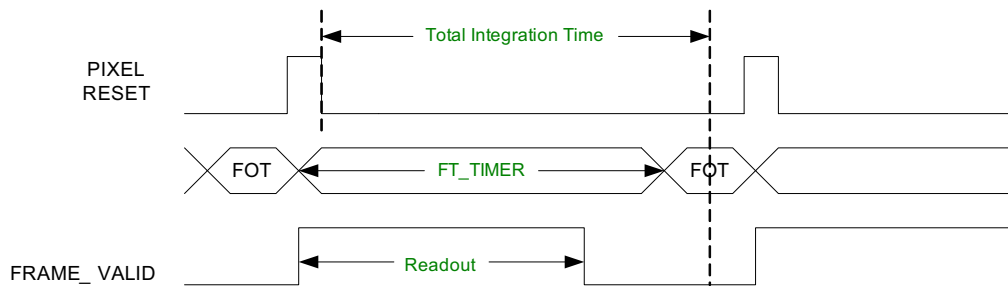 Total Integration Time
PIXEL
RESET
FOT
FT_TIMER
FOT
FRAME_ VALID
Readout